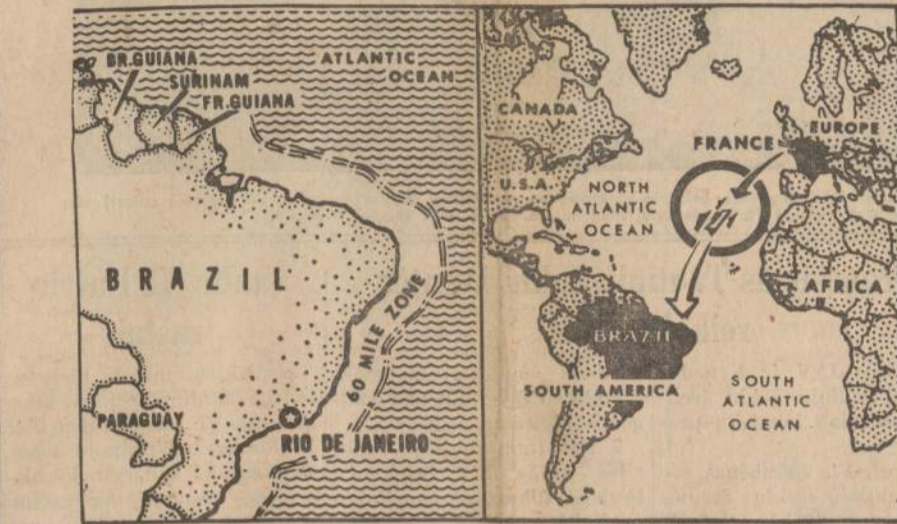 BR.GUIANA
SURINAM
FR.GUIANA
ATLANTIC
OCEAN
BRAZIL
60 MILE ZONE
PARAGUAY
RIO DE JANEIRO
CANADA
U.S.A.
NORTH
ATLANTIC
OCEAN
FRANCE
EUROPE
AFRICA
BRAZIL
SOUTH AMERICA
SOUTH
ATLANTIC
OCEAN